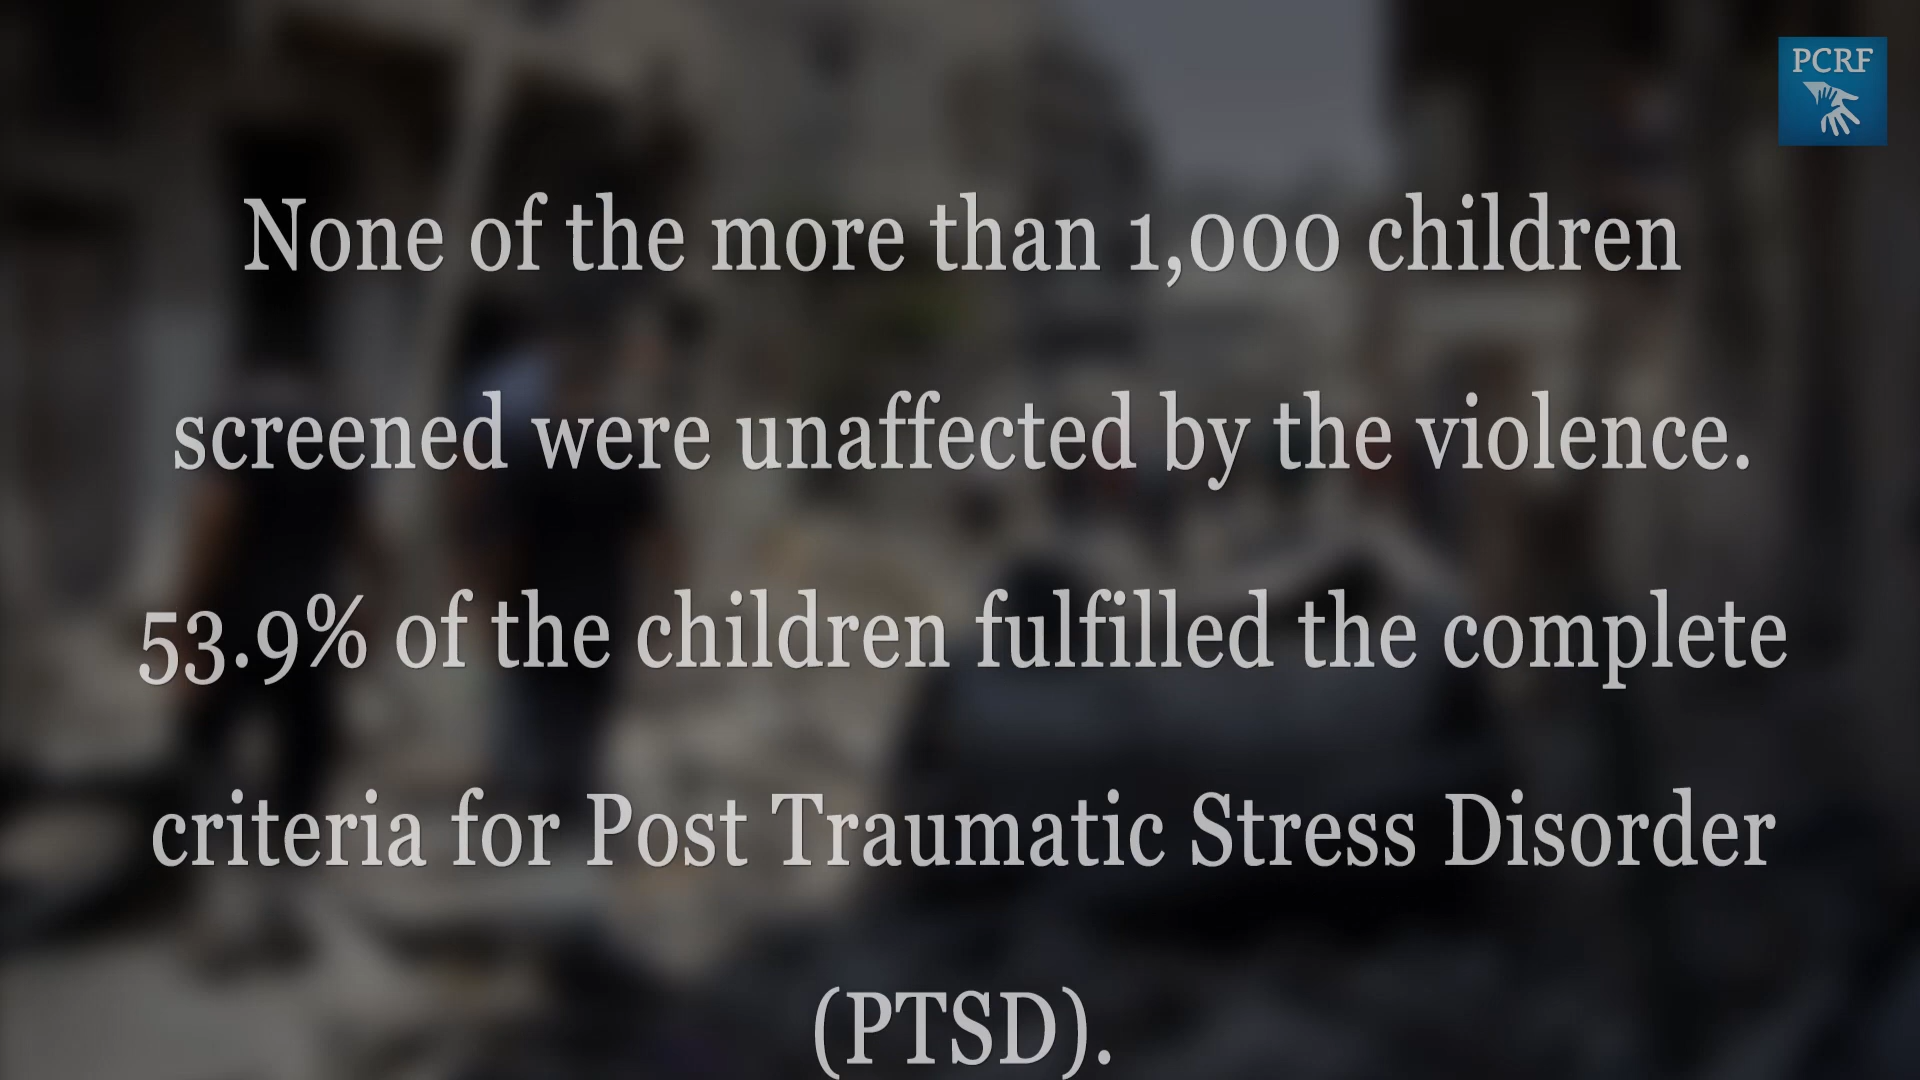 PCRF
None of the more than 1,000 children
screened were unaffected by the violence.
53.9% of the children fulfilled the complete
criteria for Post Traumatic Stress Disorder
(PTSD).